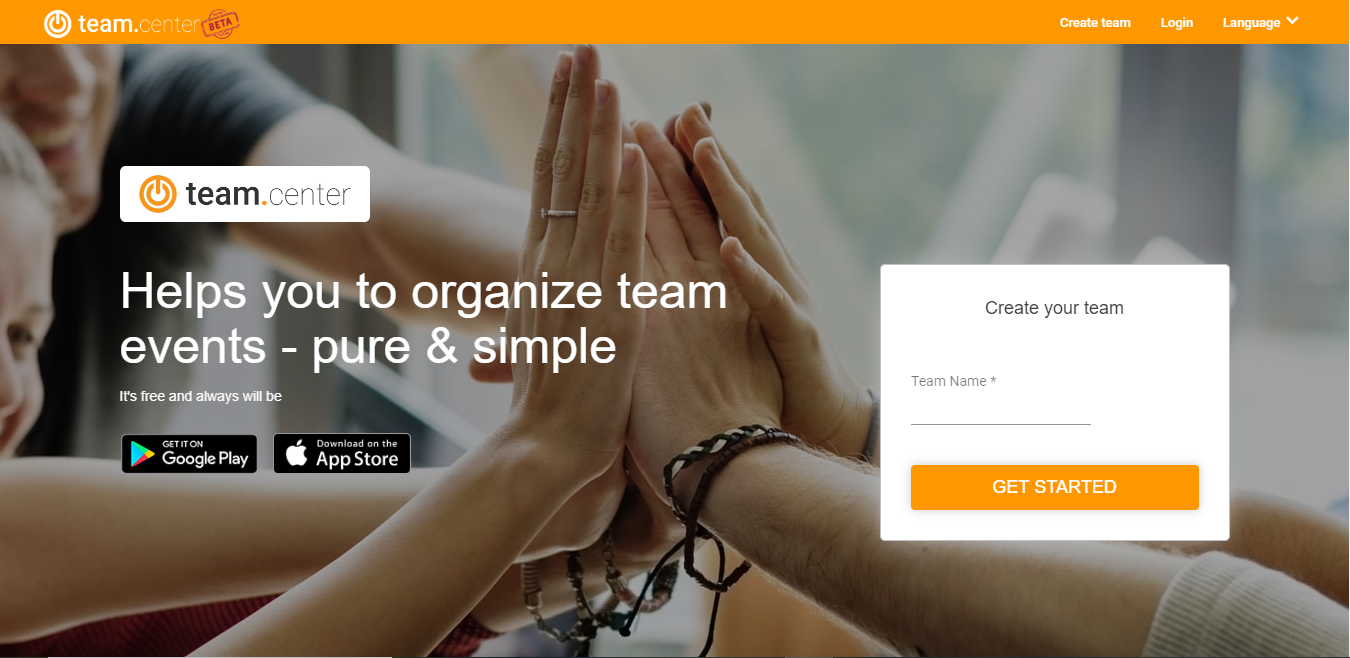 team.center BETA
Create team
Login
Language
team.center
Helps you to organize team
events - pure & simple
It's free and always will be
GET IT ON
Google Play
Download on the
App Store
Create your team
Team Name *
GET STARTED